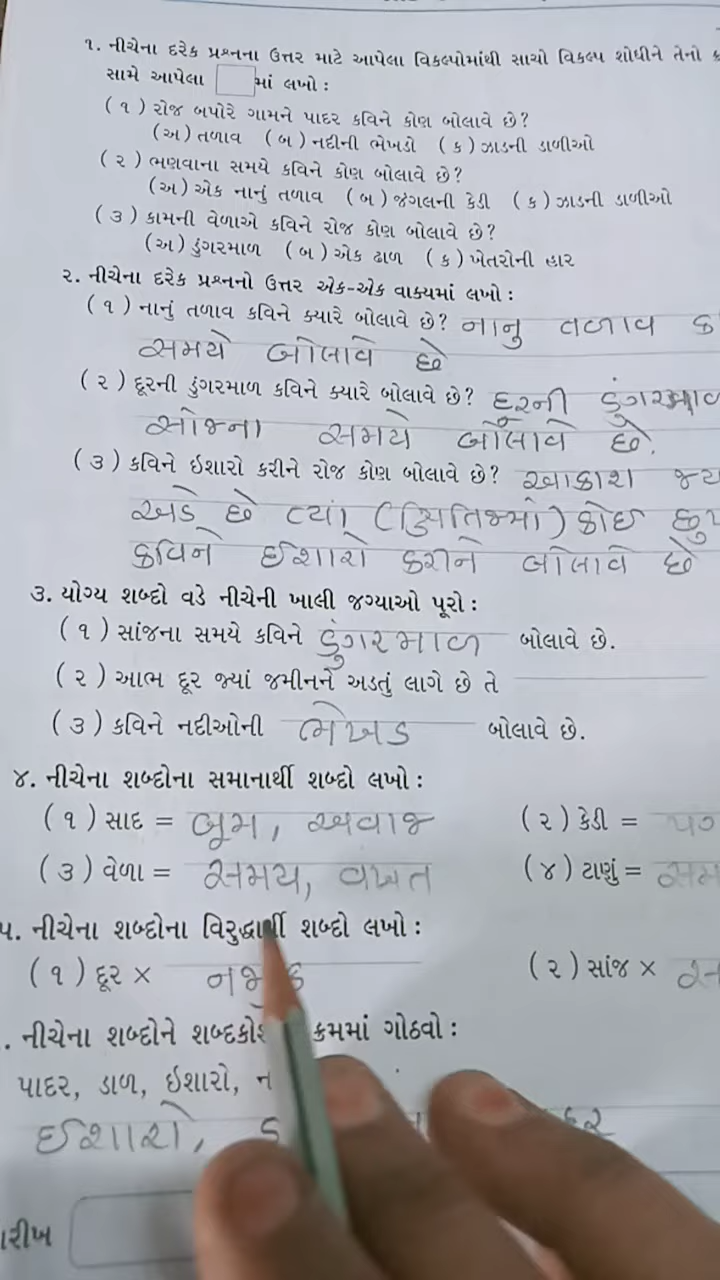 ૧. નીચેના દરેક પ્રશ્નના ઉત્તર માટે આપેલા વિકલ્પોમાંથી સાચો વિકલ્પ શોધીને તેનો
સામે આપેલા માં લખો :
(૧) રોજ બપોરે ગામને પાદર કવિને કોણ બોલાવે છે?
(અ) તળાવ (બ) નદીની ભેખડો (ક) ઝાડની ડાળીઓ
(૨) ભણવાના સમયે કવિને કોણ બોલાવે છે?
(અ) એક નાનું તળાવ (બ) જંગલની કેડી (ક) ઝાડની ડાળીઓ
(૩) કામની વેળાએ કવિને રોજ કોણ બોલાવે છે?
(અ) ડુંગરમાળ (બ) એક ઢાળ (ક) ખેતરોની હાર
૨. નીચેના દરેક પ્રશ્નનો ઉત્તર એક-એક વાક્યમાં લખો :
(૧) નાનું તળાવ કવિને ક્યારે બોલાવે છે? નાનુ તળાવ
સમયે બોલાવે છે
(૨) દૂરની ડુંગરમાળ કવિને ક્યારે બોલાવે છે? દૂરની ડુંગરમાળ
સાંજના સમયે બોલાવે છે.
(૩) કવિને ઇશારો કરીને રોજ કોણ બોલાવે છે? આકાશ
અડે છે ત્યાં (ક્ષિતિજમાં) કોઇ
કવિને ઈશારો કરીને બોલાવે છે
૩. યોગ્ય શબ્દો વડે નીચેની ખાલી જગ્યાઓ પૂરો :
(૧) સાંજના સમયે કવિને ડુંગરમાળ બોલાવે છે.
(૨) આભ દૂર જ્યાં જમીનને અડતું લાગે છે તે
(૩) કવિને નદીઓની ભેખડ બોલાવે છે.
૪. નીચેના શબ્દોના સમાનાર્થી શબ્દો લખો :
(૧) સાદ = બૂમ, અવાજ (૨) કેડી =
(૩) વેળા = સમય, વખત (૪) ટાણું =
૫. નીચેના શબ્દોના વિરુદ્ધાર્થી શબ્દો લખો :
(૧) દૂર × નજીક (૨) સાંજ ×
. નીચેના શબ્દોને ક્રમમાં ગોઠવો :
પાદર, ડાળ, ઇશારો,
ઈશારો,